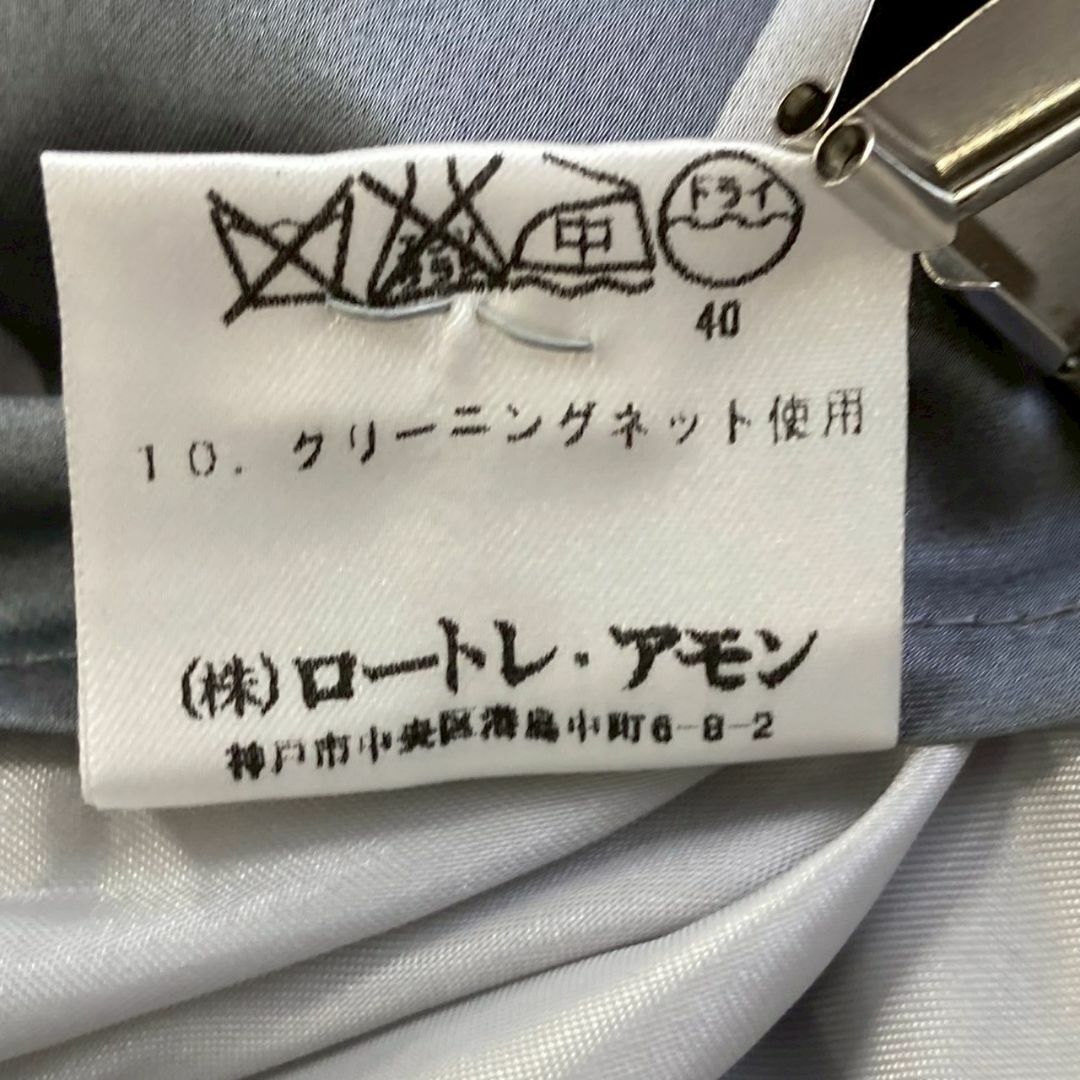 中 ドライ
40
10. クリーニングネット使用
(株)ロートレ・アモン
神戸市中央区港島中町6-8-2